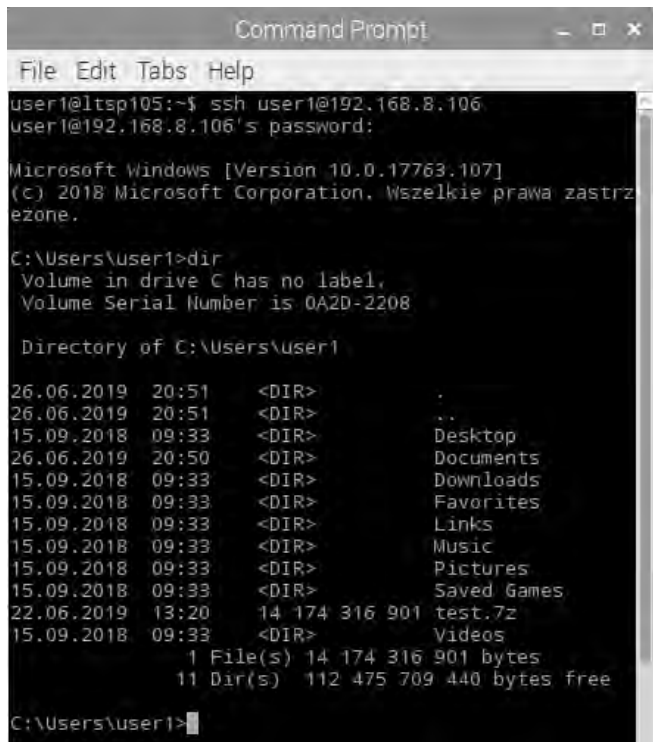 Command Prompt
File Edit Tabs Help
user1@ltsp105:~$ ssh user1@192.168.8.106
user1@192.168.8.106's password:
Microsoft Windows [Version 10.0.17763.107]
(c) 2018 Microsoft Corporation. Wszelkie prawa zastrz
ezone.
C:\Users\user1>dir
Volume in drive C has no label.
Volume Serial Number is 0A2D-2208
Directory of C:\Users\user1
26.06.2019 20:51 <DIR> .
26.06.2019 20:51 <DIR> ..
15.09.2018 09:33 <DIR> Desktop
26.06.2019 20:50 <DIR> Documents
15.09.2018 09:33 <DIR> Downloads
15.09.2018 09:33 <DIR> Favorites
15.09.2018 09:33 <DIR> Links
15.09.2018 09:33 <DIR> Music
15.09.2018 09:33 <DIR> Pictures
15.09.2018 09:33 <DIR> Saved Games
22.06.2019 13:20 14 174 316 901 test.7z
15.09.2018 09:33 <DIR> Videos
1 File(s) 14 174 316 901 bytes
11 Dir(s) 112 475 709 440 bytes free
C:\Users\user1>